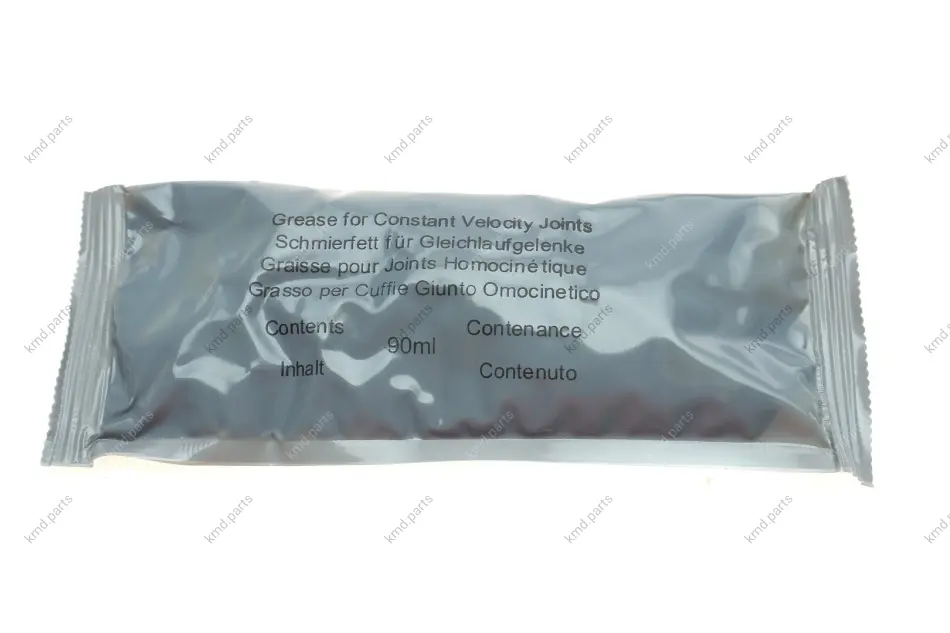 Grease for Constant Velocity Joints
Schmierfett für Gleichlaufgelenke
Graisse pour Joints Homocinétique
Grasso per Cuffie Giunto Omocinetico
Contents Contenance
90ml
Inhalt Contenuto
kmd.parts